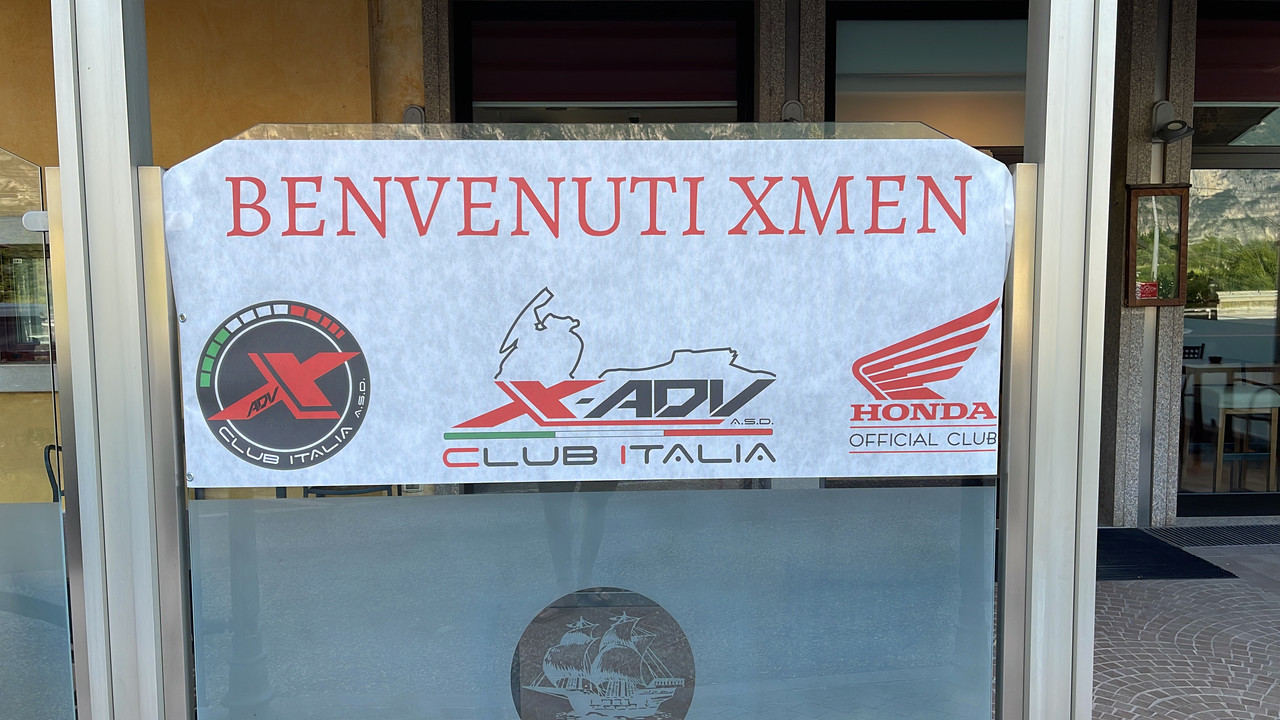 BENVENUTI XMEN
ADV X
CLUB ITALIA A.S.D.
X-ADV
A.S.D.
CLUB ITALIA
HONDA
OFFICIAL CLUB